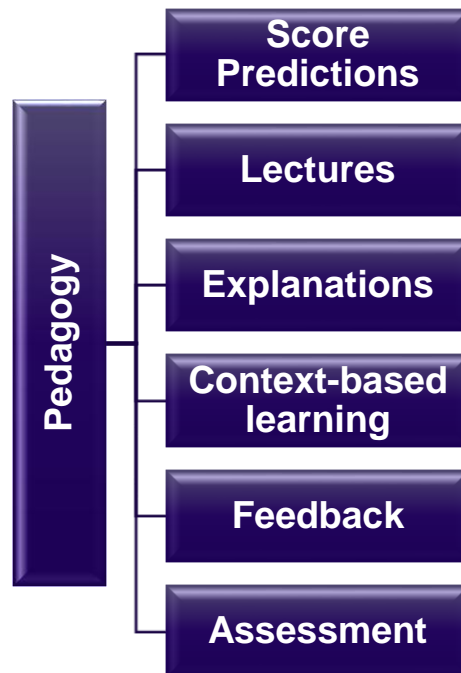 Pedagogy
Score
Predictions
Lectures
Explanations
Context-based
learning
Feedback
Assessment